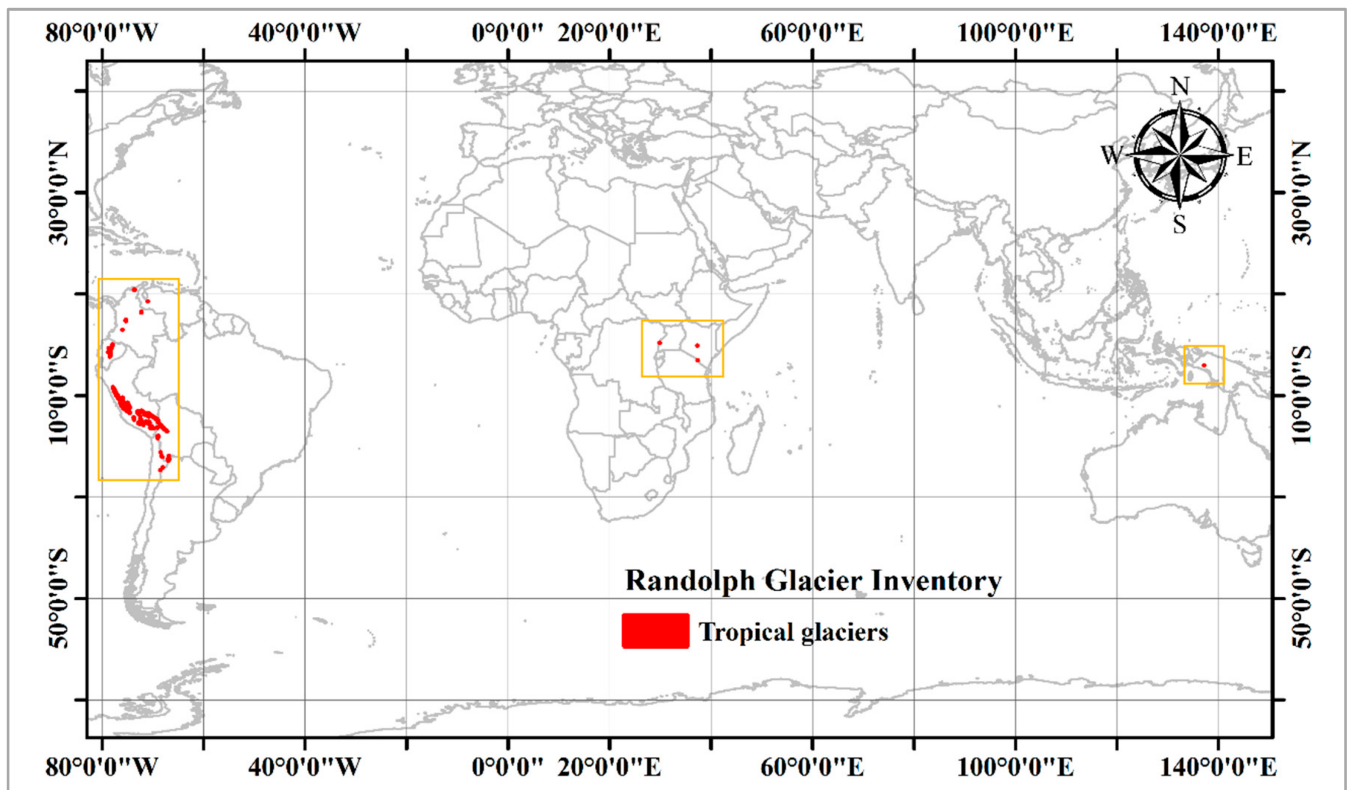 80°0'0"W 40°0'0"W 0°0'0" 20°0'0"E 60°0'0"E 100°0'0"E 140°0'0"E
N
W E
S
30°0'0"N 30°0'0"N
10°0'0"S 10°0'0"S
Randolph Glacier Inventory
50°0'0"S 50°0'0"S
Tropical glaciers
80°0'0"W 40°0'0"W 0°0'0" 20°0'0"E 60°0'0"E 100°0'0"E 140°0'0"E